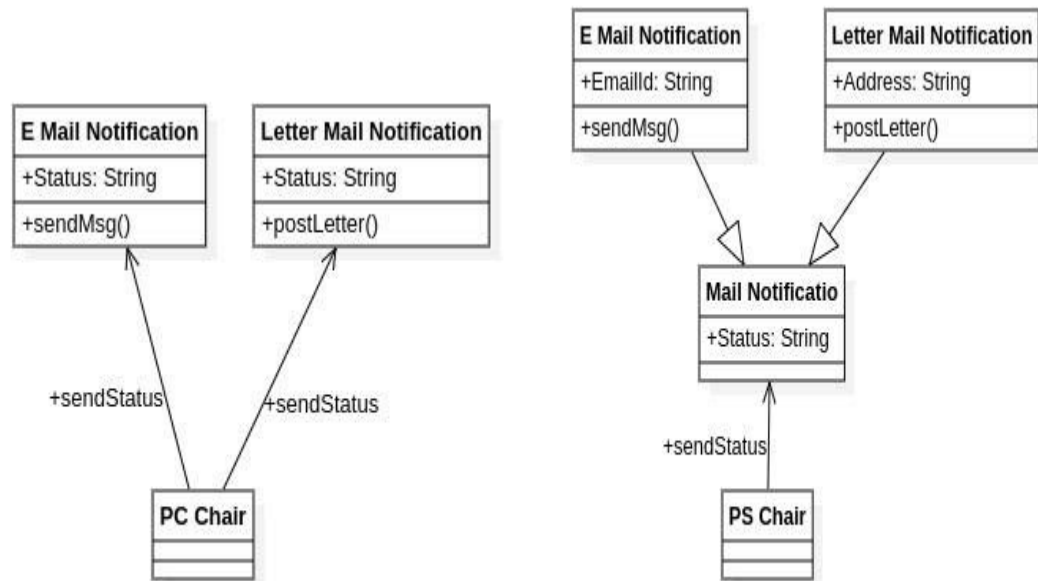 E Mail Notification
+Status: String
+sendMsg()
Letter Mail Notification
+Status: String
+postLetter()
+sendStatus
+sendStatus
PC Chair
E Mail Notification
+EmailId: String
+sendMsg()
Letter Mail Notification
+Address: String
+postLetter()
Mail Notificatio
+Status: String
+sendStatus
PS Chair